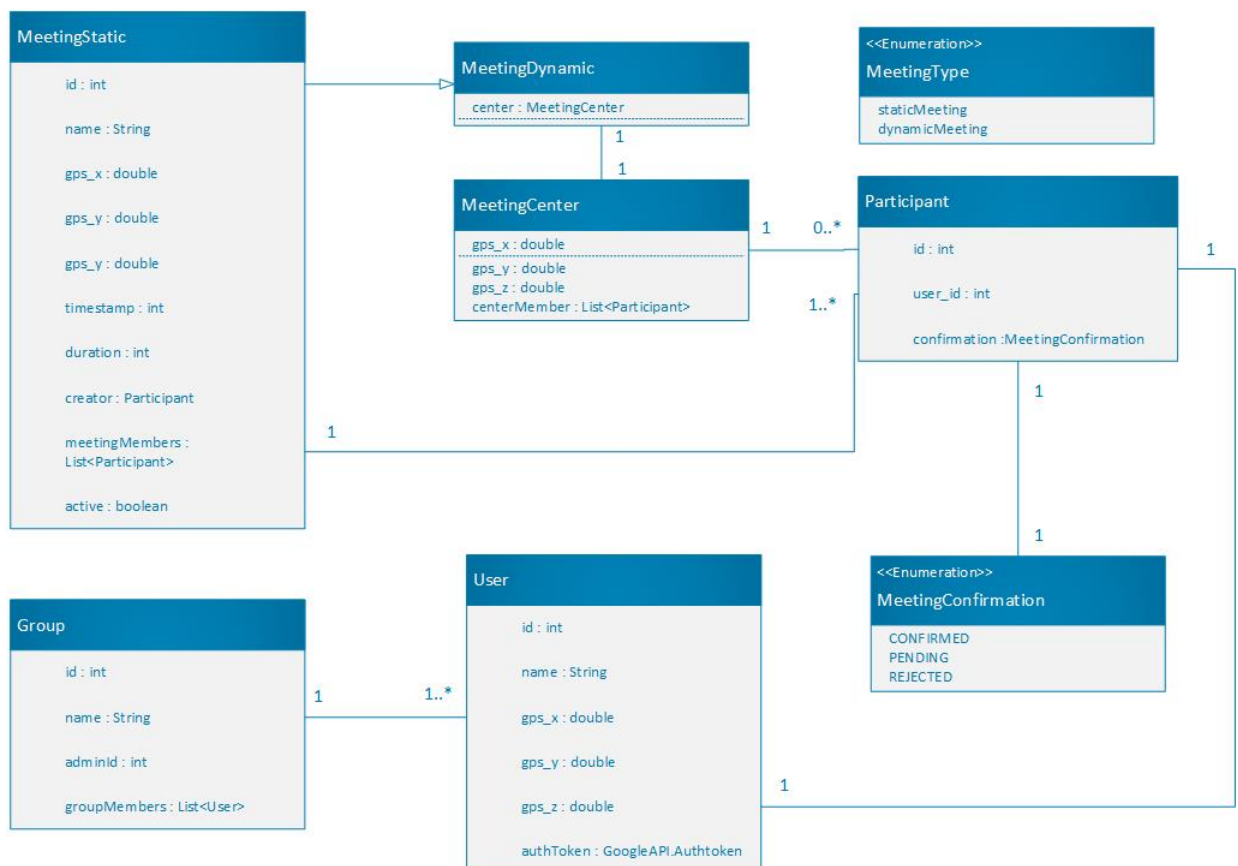 MeetingStatic
id : int
name : String
gps_x : double
gps_y : double
gps_y : double
timestamp : int
duration : int
creator : Participant
meetingMembers :
List<Participant>
active : boolean
MeetingDynamic
center : MeetingCenter
1
1
MeetingCenter
gps_x : double
gps_y : double
gps_z : double
centerMember : List<Participant>
<<Enumeration>>
MeetingType
staticMeeting
dynamicMeeting
1
0..*
Participant
id : int
user_id : int
confirmation :MeetingConfirmation
1
1..*
1
1
1
<<Enumeration>>
MeetingConfirmation
CONFIRMED
PENDING
REJECTED
Group
id : int
name : String
adminId : int
groupMembers : List<User>
1
1..*
User
id : int
name : String
gps_x : double
gps_y : double
gps_z : double
authToken : GoogleAPI.Authtoken
1